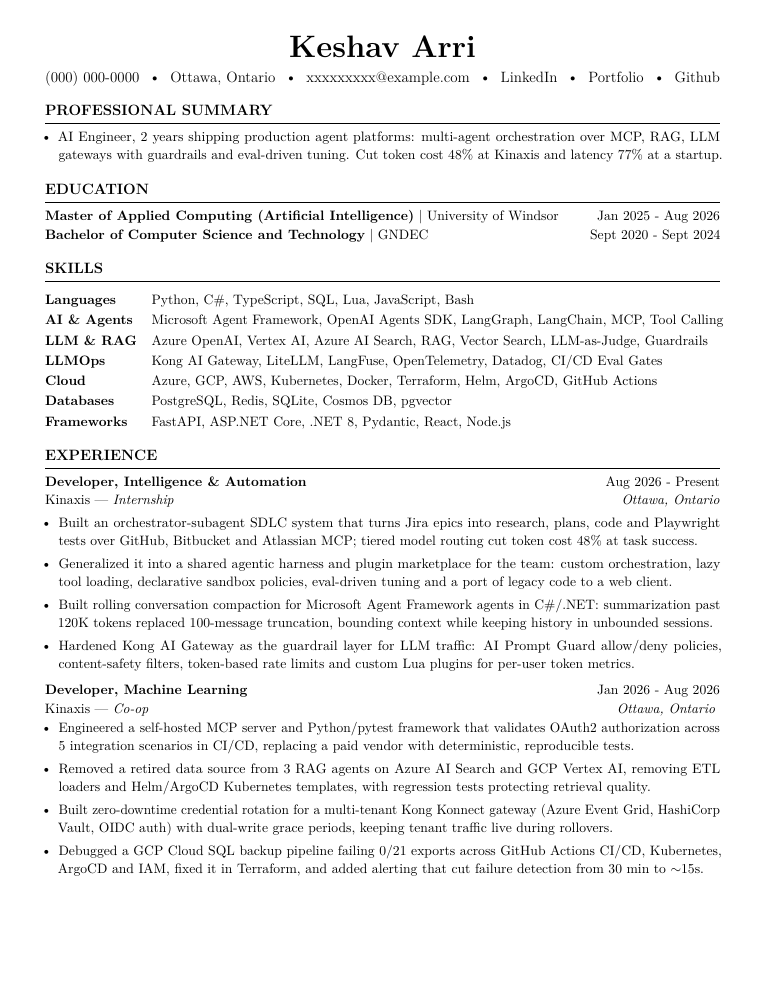 Keshav Arri
(000) 000-0000 • Ottawa, Ontario • xxxxxxxxx@example.com • LinkedIn • Portfolio • Github
PROFESSIONAL SUMMARY
• AI Engineer, 2 years shipping production agent platforms: multi-agent orchestration over MCP, RAG, LLM
gateways with guardrails and eval-driven tuning. Cut token cost 48% at Kinaxis and latency 77% at a startup.
EDUCATION
Master of Applied Computing (Artificial Intelligence) | University of Windsor Jan 2025 - Aug 2026
Bachelor of Computer Science and Technology | GNDEC Sept 2020 - Sept 2024
SKILLS
Languages Python, C#, TypeScript, SQL, Lua, JavaScript, Bash
AI & Agents Microsoft Agent Framework, OpenAI Agents SDK, LangGraph, LangChain, MCP, Tool Calling
LLM & RAG Azure OpenAI, Vertex AI, Azure AI Search, RAG, Vector Search, LLM-as-Judge, Guardrails
LLMOps Kong AI Gateway, LiteLLM, LangFuse, OpenTelemetry, Datadog, CI/CD Eval Gates
Cloud Azure, GCP, AWS, Kubernetes, Docker, Terraform, Helm, ArgoCD, GitHub Actions
Databases PostgreSQL, Redis, SQLite, Cosmos DB, pgvector
Frameworks FastAPI, ASP.NET Core, .NET 8, Pydantic, React, Node.js
EXPERIENCE
Developer, Intelligence & Automation Aug 2026 - Present
Kinaxis — Internship Ottawa, Ontario
• Built an orchestrator-subagent SDLC system that turns Jira epics into research, plans, code and Playwright
tests over GitHub, Bitbucket and Atlassian MCP; tiered model routing cut token cost 48% at task success.
• Generalized it into a shared agentic harness and plugin marketplace for the team: custom orchestration, lazy
tool loading, declarative sandbox policies, eval-driven tuning and a port of legacy code to a web client.
• Built rolling conversation compaction for Microsoft Agent Framework agents in C#/.NET: summarization past
120K tokens replaced 100-message truncation, bounding context while keeping history in unbounded sessions.
• Hardened Kong AI Gateway as the guardrail layer for LLM traffic: AI Prompt Guard allow/deny policies,
content-safety filters, token-based rate limits and custom Lua plugins for per-user token metrics.
Developer, Machine Learning Jan 2026 - Aug 2026
Kinaxis — Co-op Ottawa, Ontario
• Engineered a self-hosted MCP server and Python/pytest framework that validates OAuth2 authorization across
5 integration scenarios in CI/CD, replacing a paid vendor with deterministic, reproducible tests.
• Removed a retired data source from 3 RAG agents on Azure AI Search and GCP Vertex AI, removing ETL
loaders and Helm/ArgoCD Kubernetes templates, with regression tests protecting retrieval quality.
• Built zero-downtime credential rotation for a multi-tenant Kong Konnect gateway (Azure Event Grid, HashiCorp
Vault, OIDC auth) with dual-write grace periods, keeping tenant traffic live during rollovers.
• Debugged a GCP Cloud SQL backup pipeline failing 0/21 exports across GitHub Actions CI/CD, Kubernetes,
ArgoCD and IAM, fixed it in Terraform, and added alerting that cut failure detection from 30 min to ∼15s.